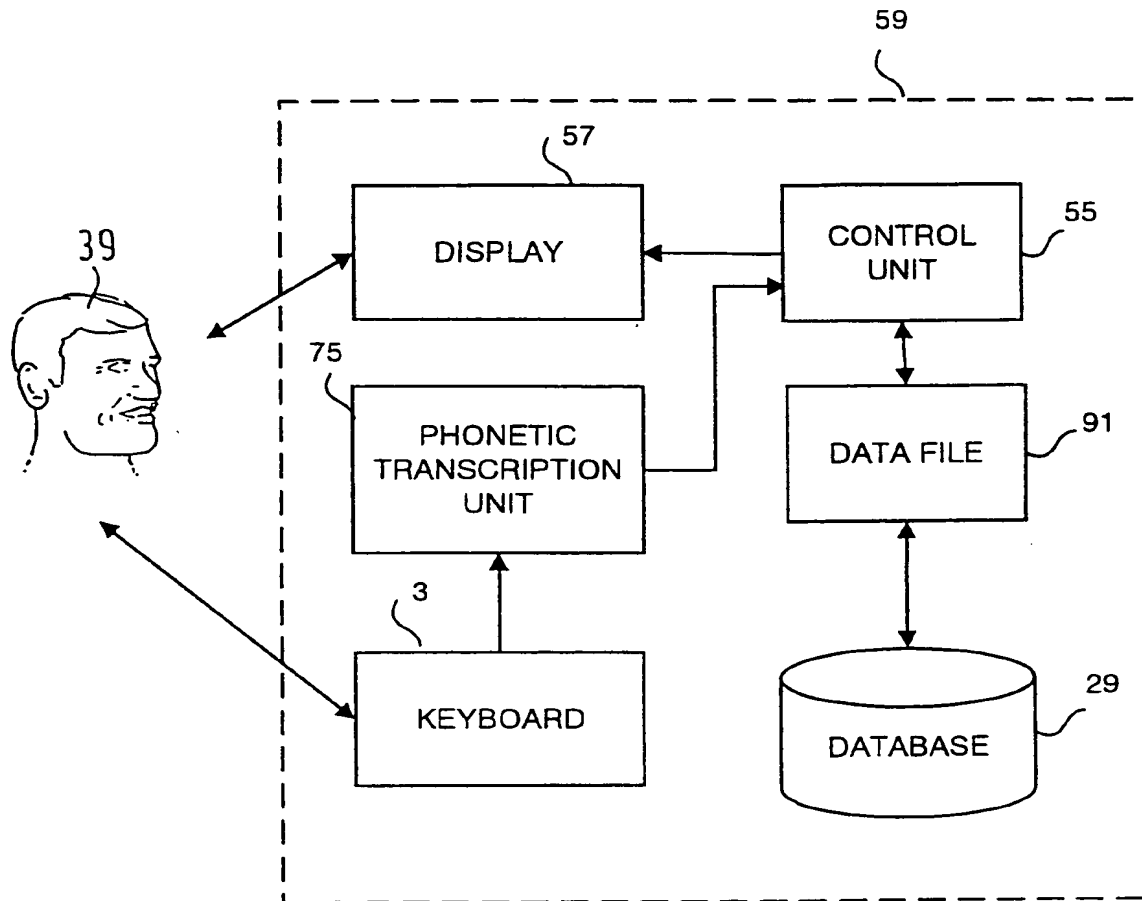 59
57
DISPLAY
CONTROL
UNIT
55
39
75
PHONETIC
TRANSCRIPTION
UNIT
DATA FILE
91
3
KEYBOARD
DATABASE
29